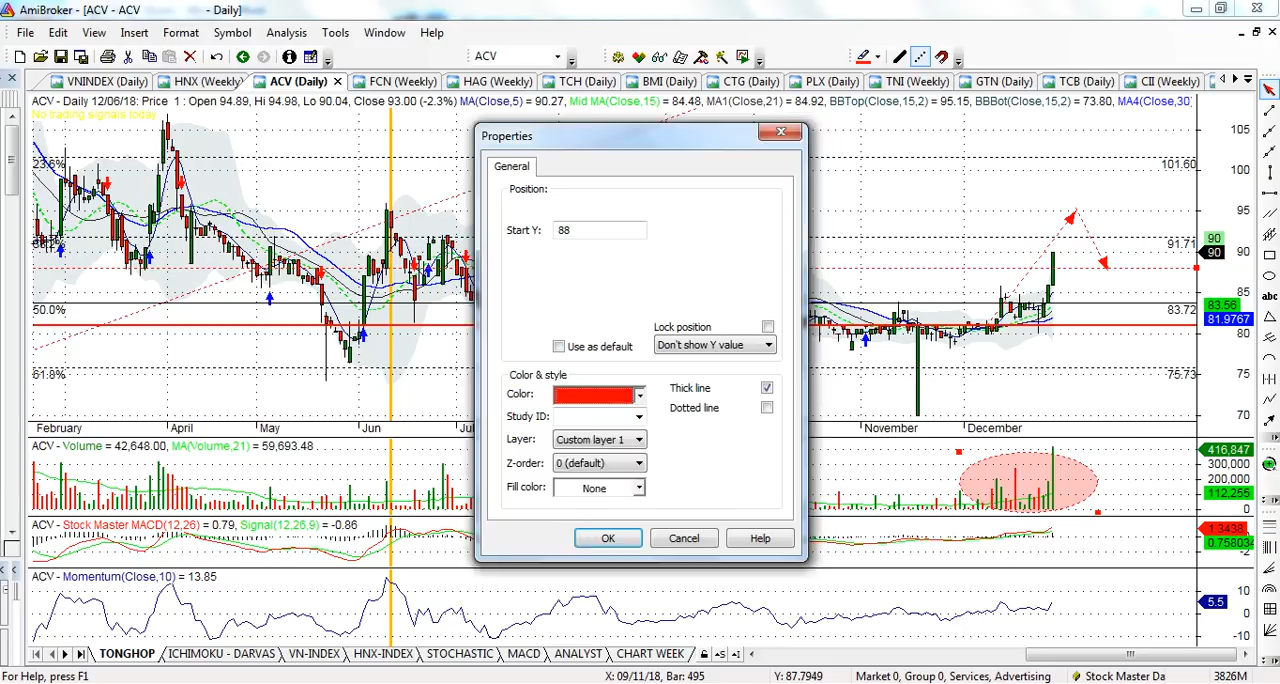 AmiBroker - [ACV - ACV - Daily]
File Edit View Insert Format Symbol Analysis Tools Window Help
ACV
VNINDEX (Daily) HNX (Weekly) ACV (Daily) FCN (Weekly) HAG (Weekly) TCH (Daily) BMI (Daily) CTG (Daily) PLX (Daily) TNI (Weekly) GTN (Daily) TCB (Daily) CII (Weekly)
ACV - Daily 12/06/18: Price 1 : Open 94.89, Hi 94.98, Lo 90.04, Close 93.00 (-2.3%) MA(Close,5) = 90.27, Mid MA(Close,15) = 84.48, MA1(Close,21) = 84.92, BBTop(Close,15,2) = 95.15, BBBot(Close,15,2) = 73.80, MA4(Close,30)
No trading signals today
105
23.6%
101.60
100
95
91.71
90
90
90
85
83.56
83.72
81.9767
80
75.73
75
70
50.0%
61.8%
February April May Jun Jul November December
Properties
General
Position:
Start Y: 88
Lock position
Use as default Don't show Y value
Color & style
Color: Thick line
Study ID: Dotted line
Layer: Custom layer 1
Z-order: 0 (default)
Fill color: None
OK Cancel Help
ACV - Volume = 42,648.00, MA(Volume,21) = 59,693.48
416,847
300,000
200,000
112,255
0
ACV - Stock Master MACD(12,26) = 0.79, Signal(12,26,9) = -0.86
1.3438
0.758034
-2
ACV - Momentum(Close,10) = 13.85
10
5.5
0
-10
TONGHOP ICHIMOKU - DARVAS VN-INDEX HNX-INDEX STOCHASTIC MACD ANALYST CHART WEEK
For Help, press F1 X: 09/11/18, Bar: 495 Y: 87.7949 Market 0, Group 0, Services, Advertising Stock Master Da 3826M